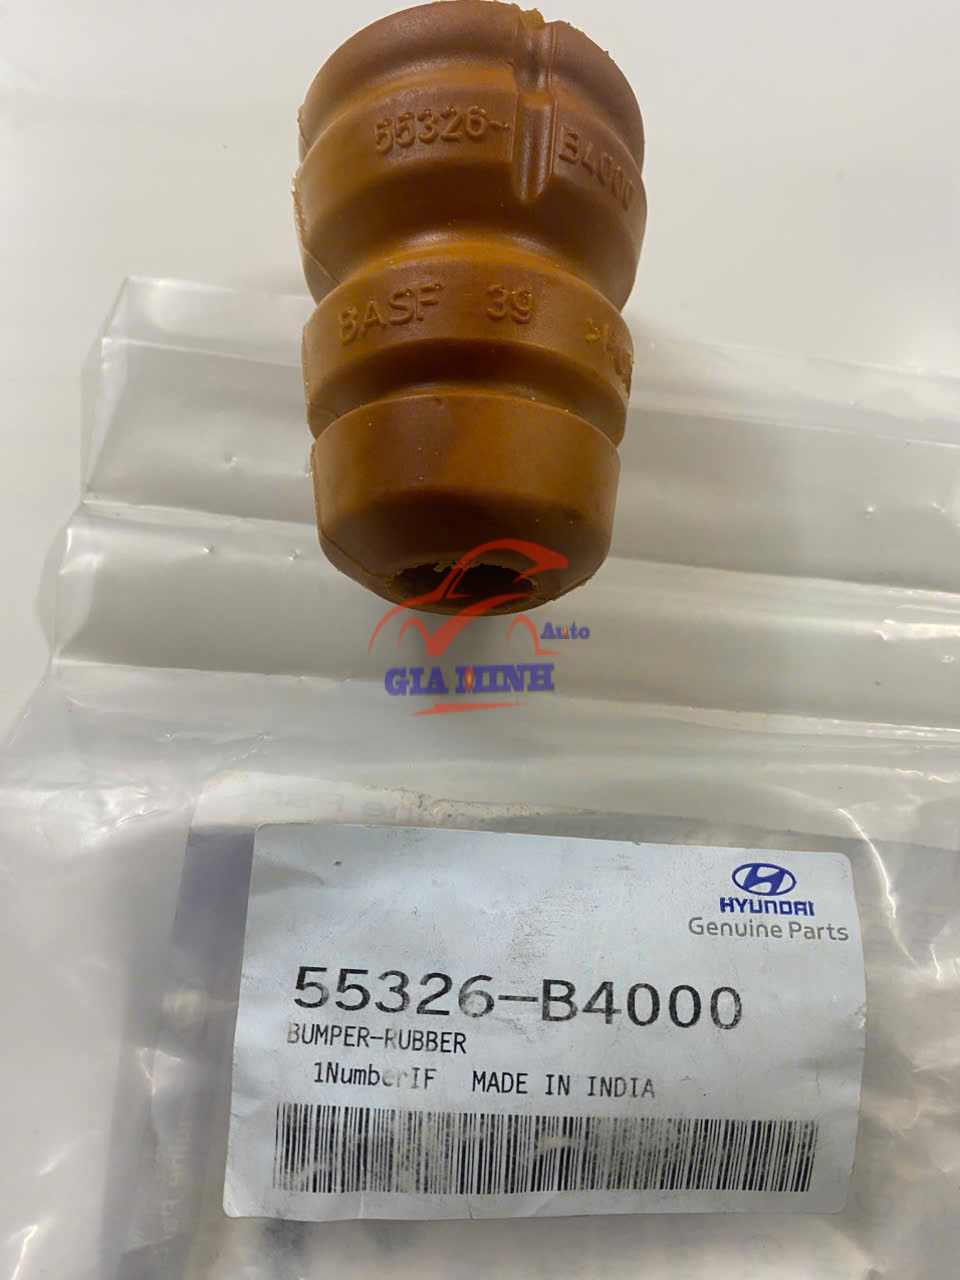 55326- B4000
BASF 39
Auto
GIA MINH
HYUNDAI
Genuine Parts
55326-B4000
BUMPER-RUBBER
1NumberIF MADE IN INDIA